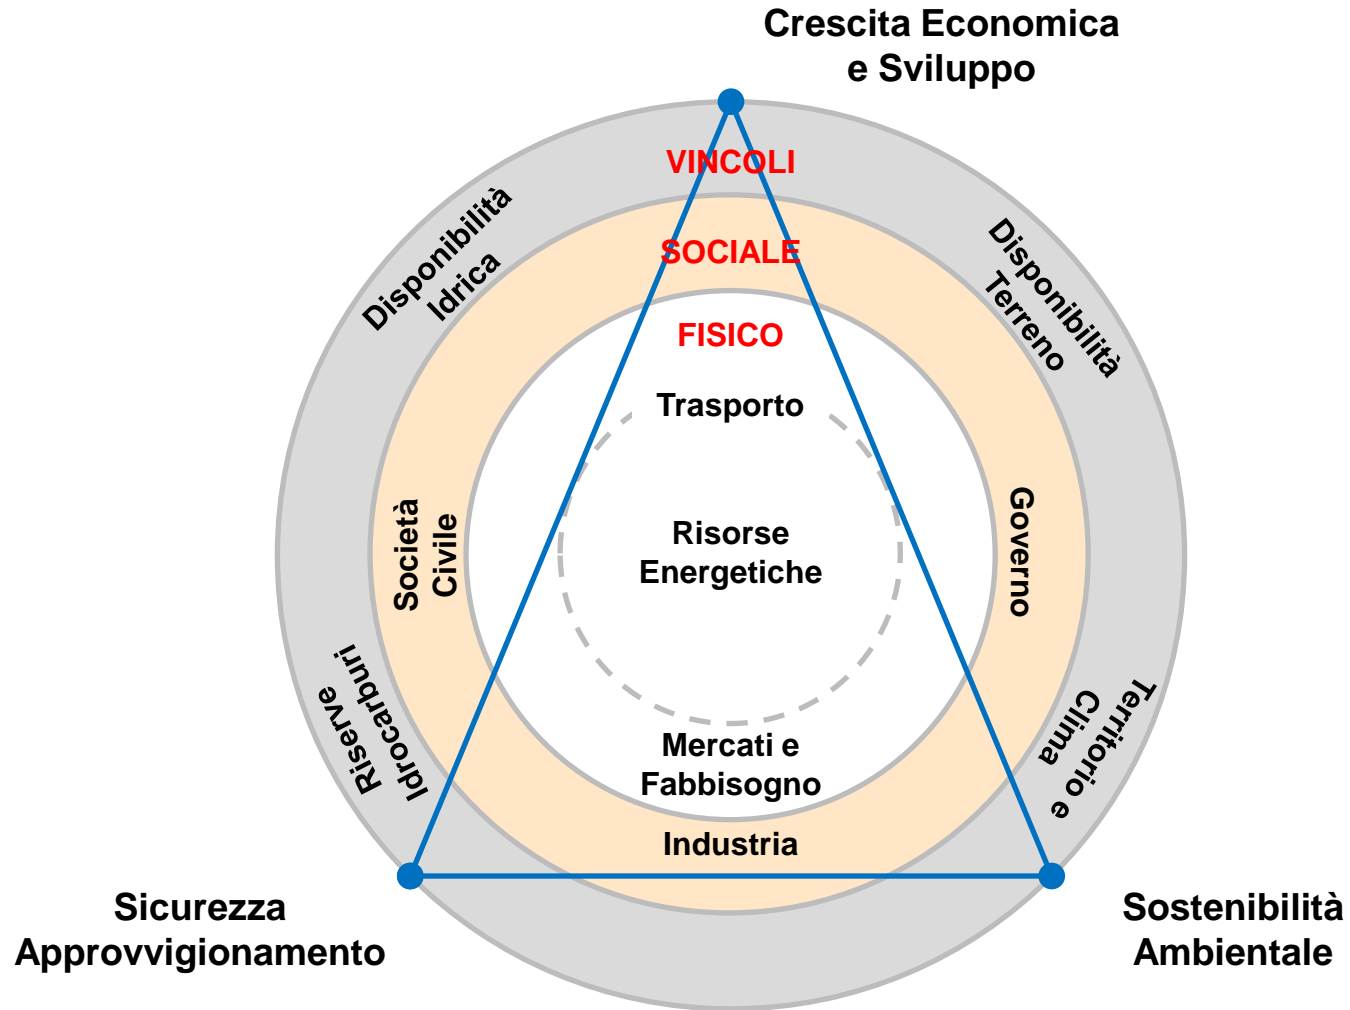 Crescita Economica
e Sviluppo
VINCOLI
SOCIALE
FISICO
Disponibilità
Idrica
Disponibilità
Terreno
Trasporto
Risorse
Energetiche
Società
Civile
Governo
Riserve
Idrocarburi
Territorio e
Clima
Mercati e
Fabbisogno
Industria
Sicurezza
Approvvigionamento
Sostenibilità
Ambientale